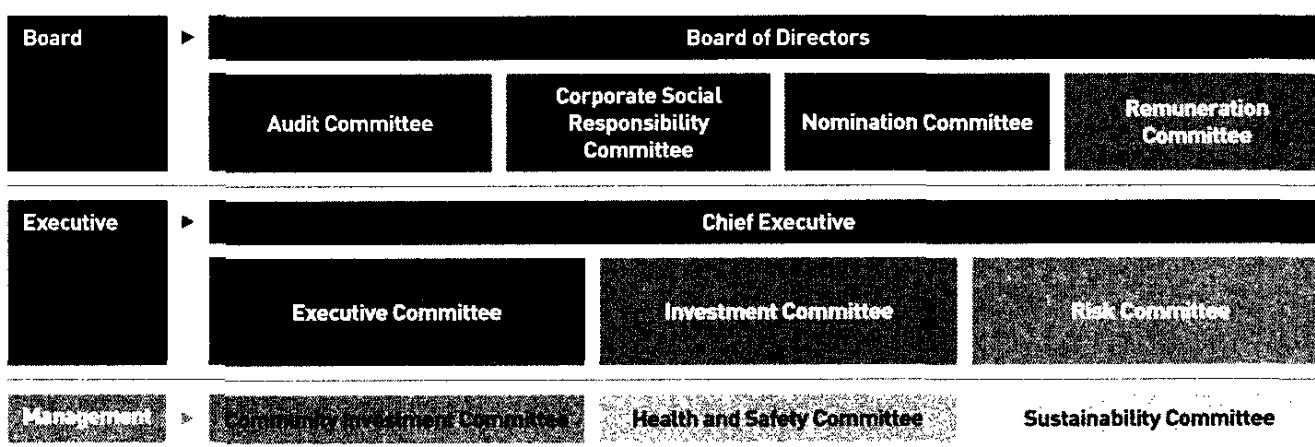 Board
Board of Directors
Audit Committee
Corporate Social
Responsibility
Committee
Nomination Committee
Remuneration
Committee
Executive
Chief Executive
Executive Committee
Investment Committee
Risk Committee
Management
Community Investment Committee
Health and Safety Committee
Sustainability Committee